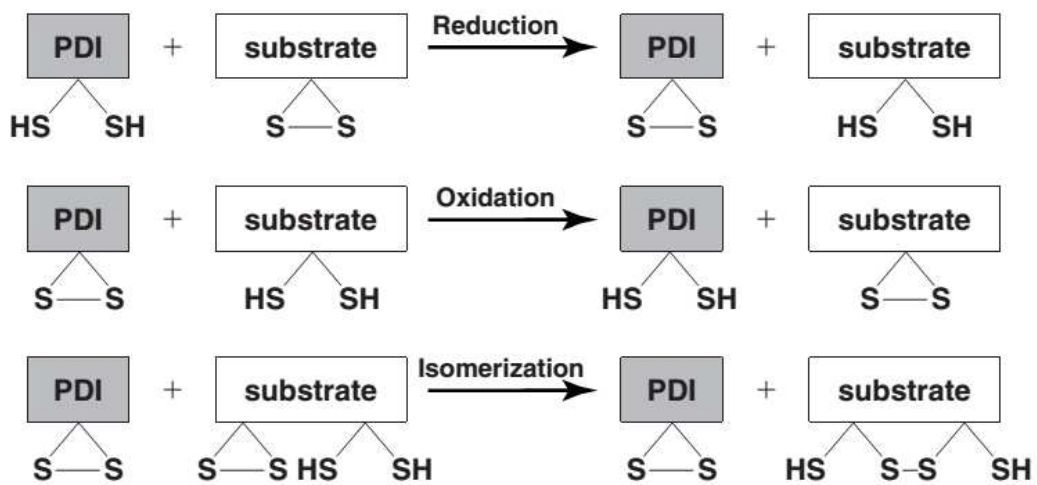 PDI + substrate Reduction PDI + substrate
HS SH S S S S HS SH
PDI + substrate Oxidation PDI + substrate
S S HS SH HS SH S S
PDI + substrate Isomerization PDI + substrate
S S S S HS SH S S HS S S SH